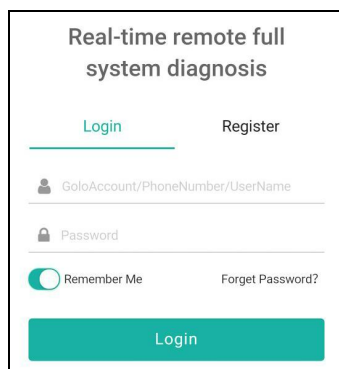 Real-time remote full
system diagnosis
Login Register
GoloAccount/PhoneNumber/UserName
Password
Remember Me Forget Password?
Login